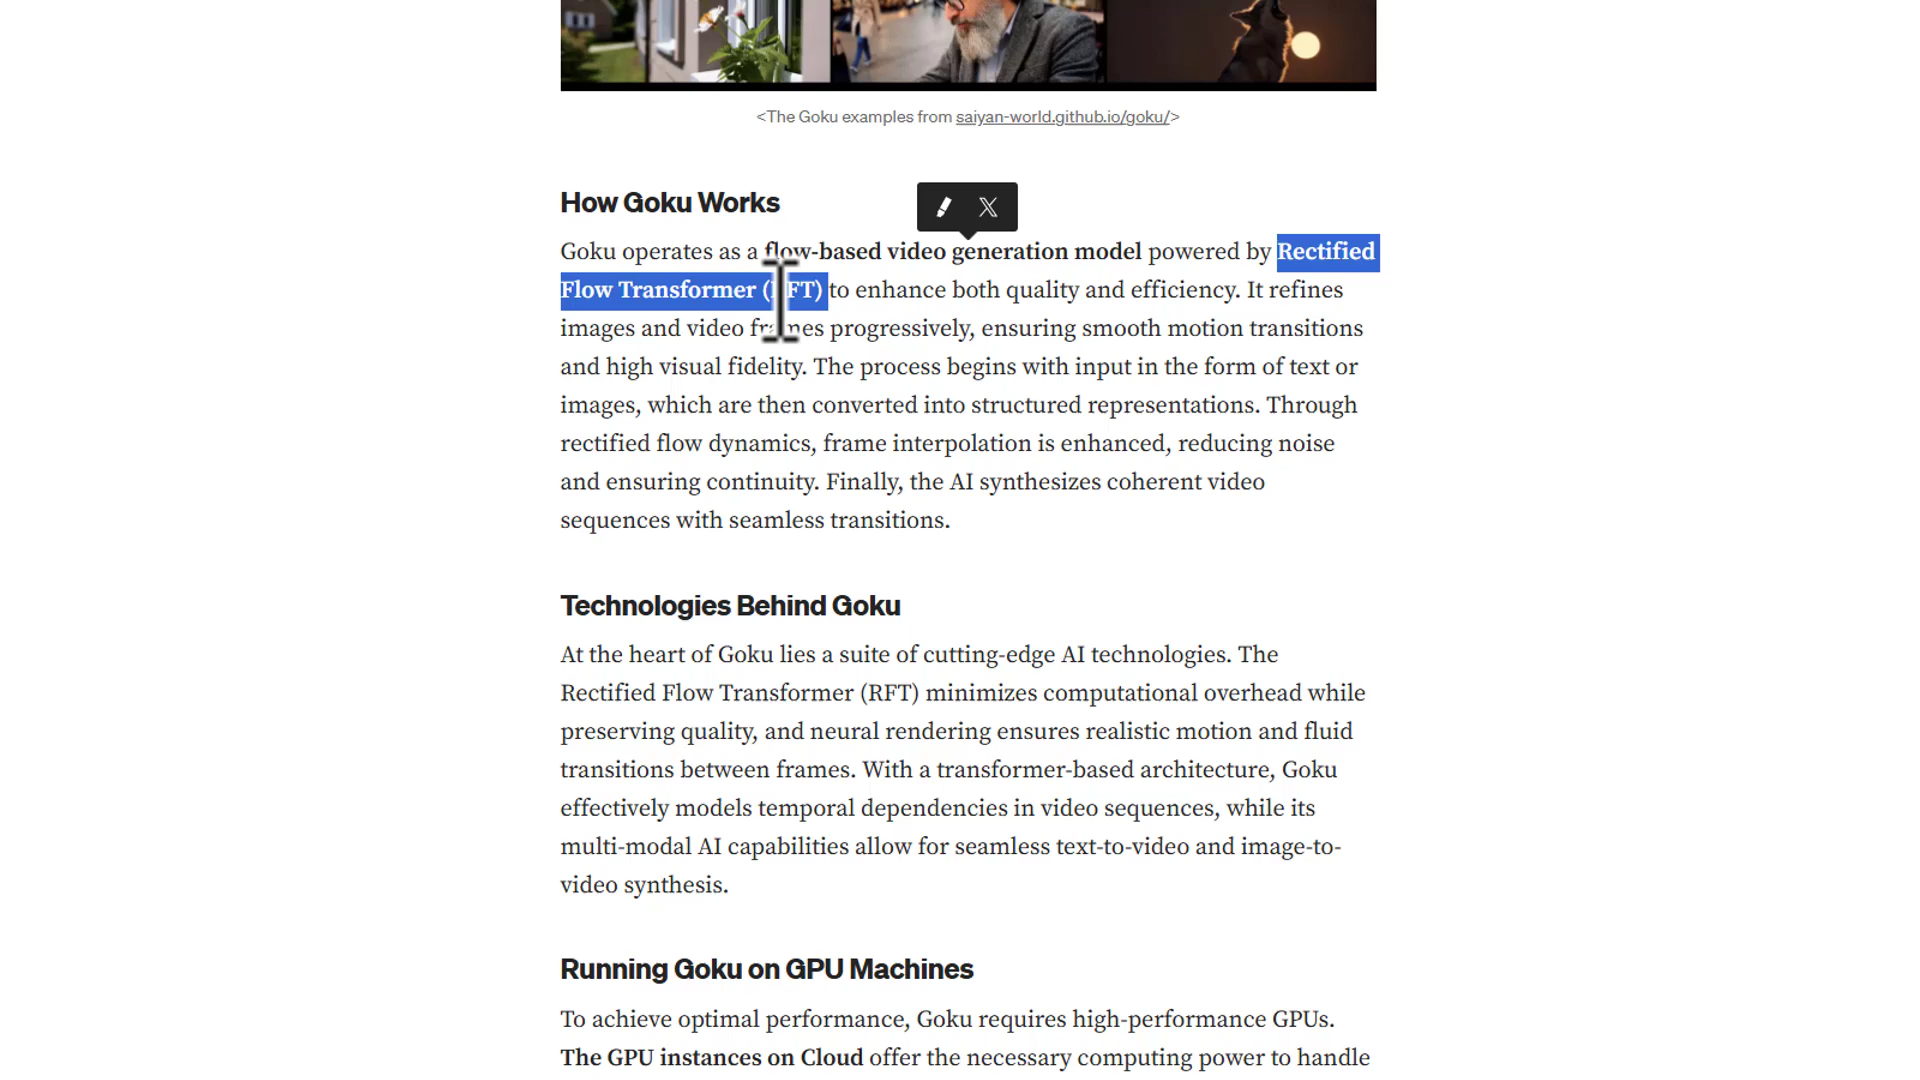 <The Goku examples from saiyan-world.github.io/goku/>
How Goku Works
Goku operates as a flow-based video generation model powered by Rectified
Flow Transformer (RFT) to enhance both quality and efficiency. It refines
images and video frames progressively, ensuring smooth motion transitions
and high visual fidelity. The process begins with input in the form of text or
images, which are then converted into structured representations. Through
rectified flow dynamics, frame interpolation is enhanced, reducing noise
and ensuring continuity. Finally, the AI synthesizes coherent video
sequences with seamless transitions.
Technologies Behind Goku
At the heart of Goku lies a suite of cutting-edge AI technologies. The
Rectified Flow Transformer (RFT) minimizes computational overhead while
preserving quality, and neural rendering ensures realistic motion and fluid
transitions between frames. With a transformer-based architecture, Goku
effectively models temporal dependencies in video sequences, while its
multi-modal AI capabilities allow for seamless text-to-video and image-to-
video synthesis.
Running Goku on GPU Machines
To achieve optimal performance, Goku requires high-performance GPUs.
The GPU instances on Cloud offer the necessary computing power to handle